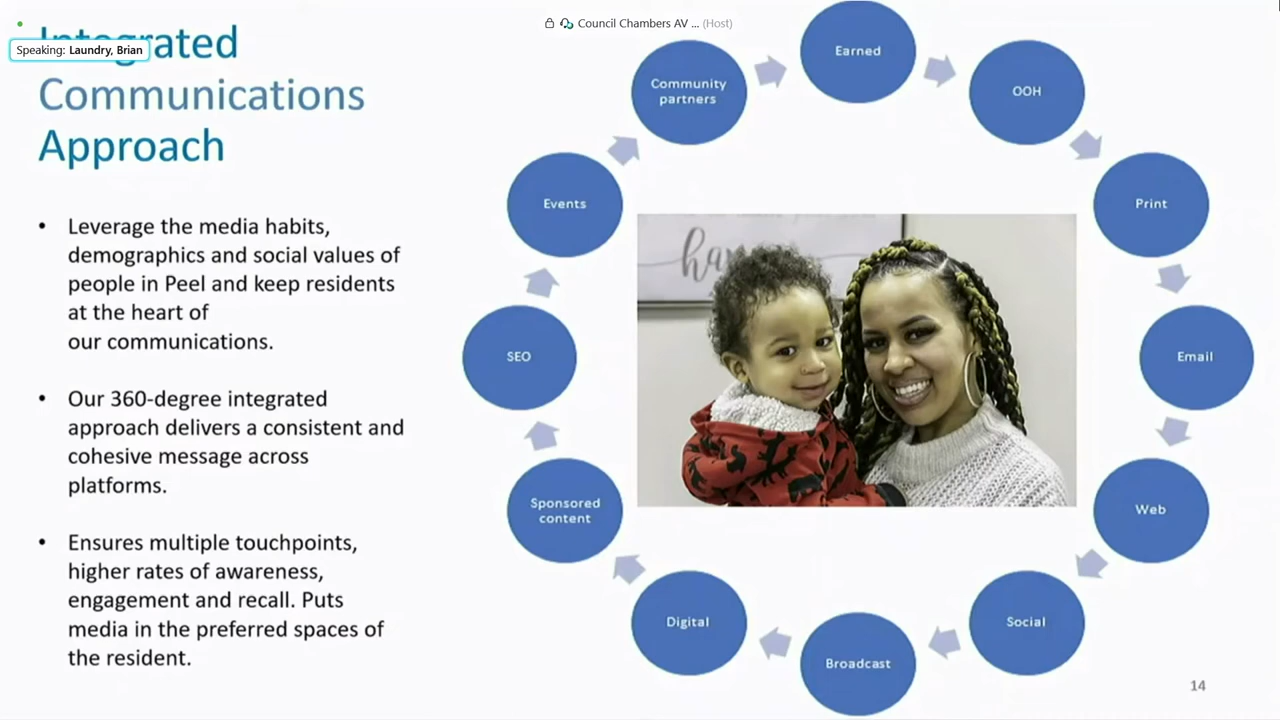 Council Chambers AV ... (Host)
Speaking: Laundry, Brian
Integrated
Communications
Approach
• Leverage the media habits,
demographics and social values of
people in Peel and keep residents
at the heart of
our communications.
• Our 360-degree integrated
approach delivers a consistent and
cohesive message across
platforms.
• Ensures multiple touchpoints,
higher rates of awareness,
engagement and recall. Puts
media in the preferred spaces of
the resident.
Earned
OOH
Print
Email
Web
Social
Broadcast
Digital
Sponsored
content
SEO
Events
Community
partners
14